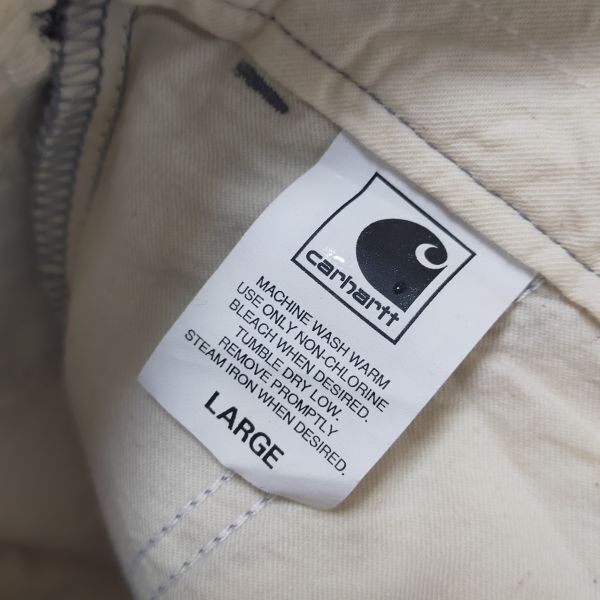 carhartt
MACHINE WASH WARM
USE ONLY NON-CHLORINE
BLEACH WHEN DESIRED.
TUMBLE DRY LOW.
REMOVE PROMPTLY
STEAM IRON WHEN DESIRED.
LARGE